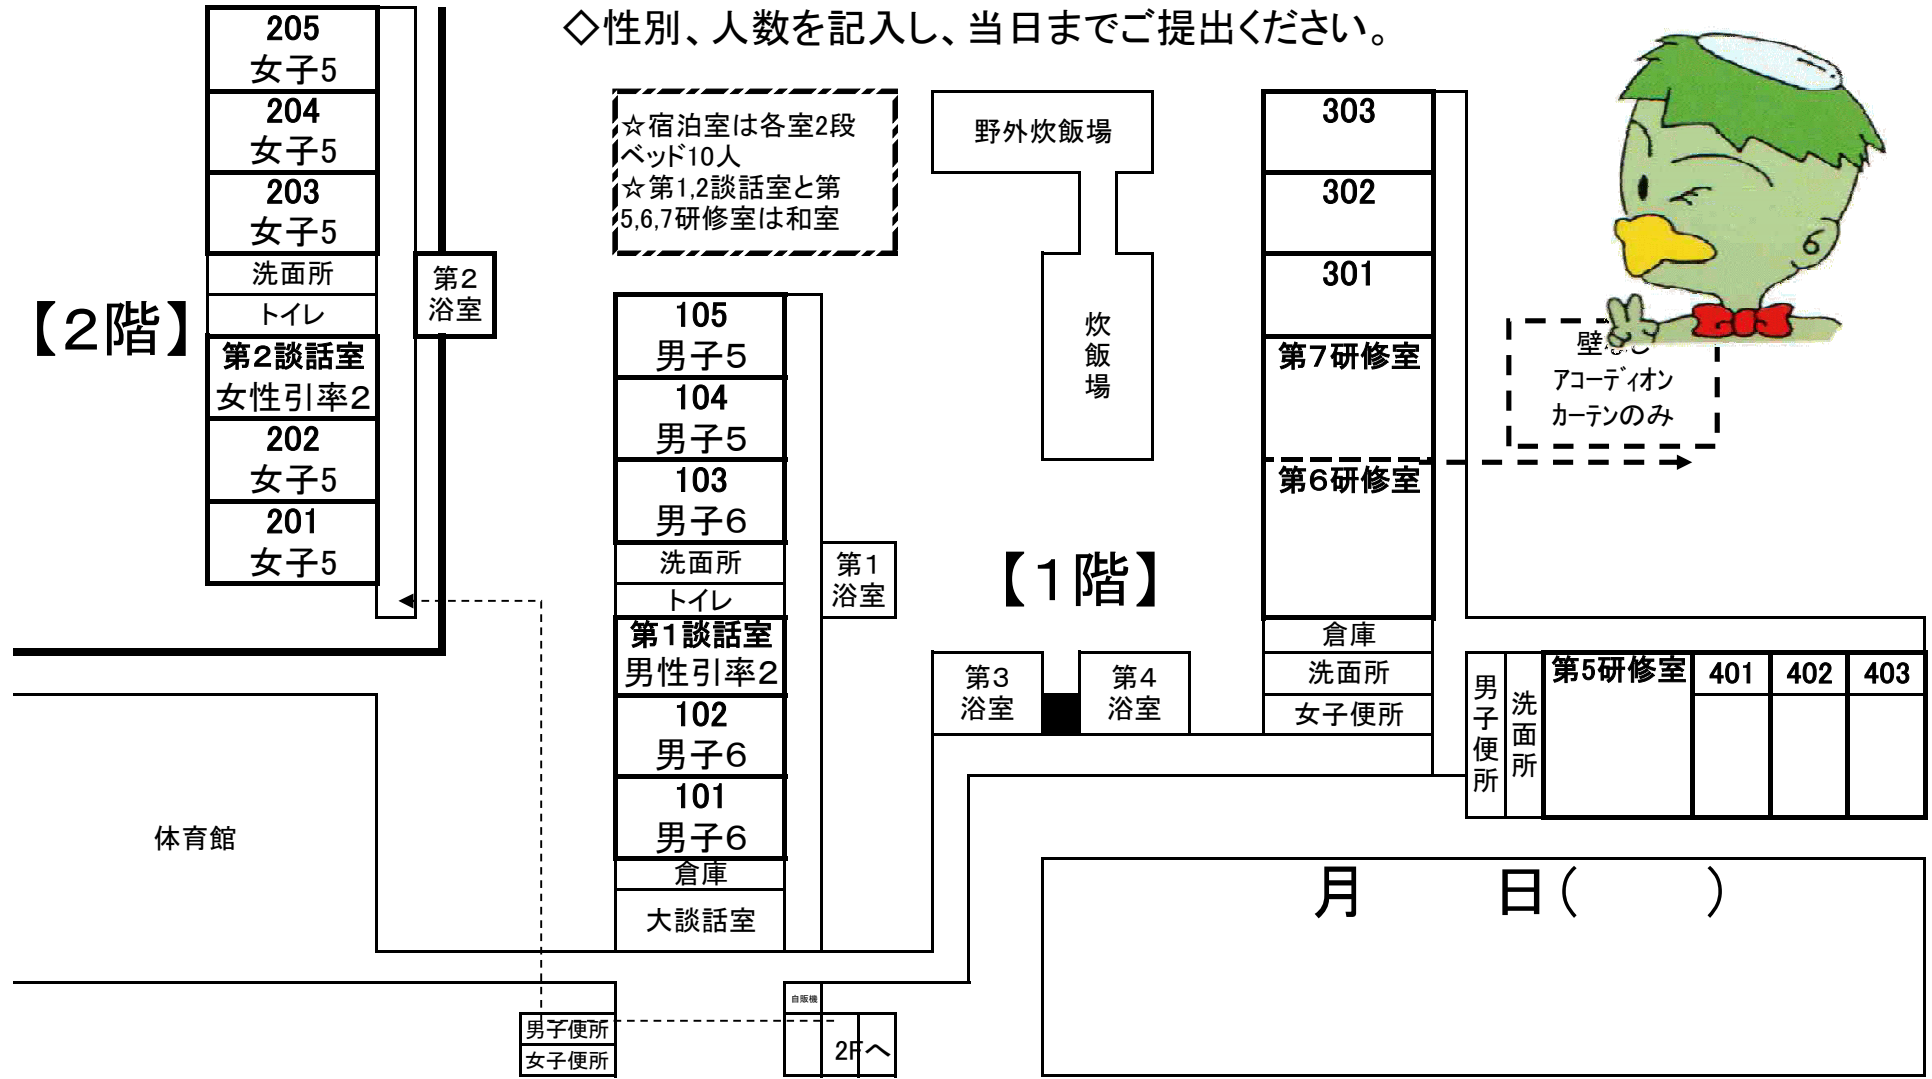 ◇性別、人数を記入し、当日までご提出ください。
205
女子5
204
女子5
203
女子5
洗面所
トイレ
第2談話室
女性引率2
202
女子5
201
女子5
第2
浴室
【2階】
☆宿泊室は各室2段
ベッド10人
☆第1,2談話室と第
5,6,7研修室は和室
105
男子5
104
男子5
103
男子6
洗面所
トイレ
第1談話室
男性引率2
102
男子6
101
男子6
倉庫
大談話室
第1
浴室
野外炊飯場
炊
飯
場
【1階】
303
302
301
第7研修室
第6研修室
倉庫
洗面所
女子便所
壁なし
アコーディオン
カーテンのみ
第3
浴室
第4
浴室
男
子
便
所
洗
面
所
第5研修室
401
402
403
体育館
月 日( )
自販機
男子便所
女子便所
2Fへ